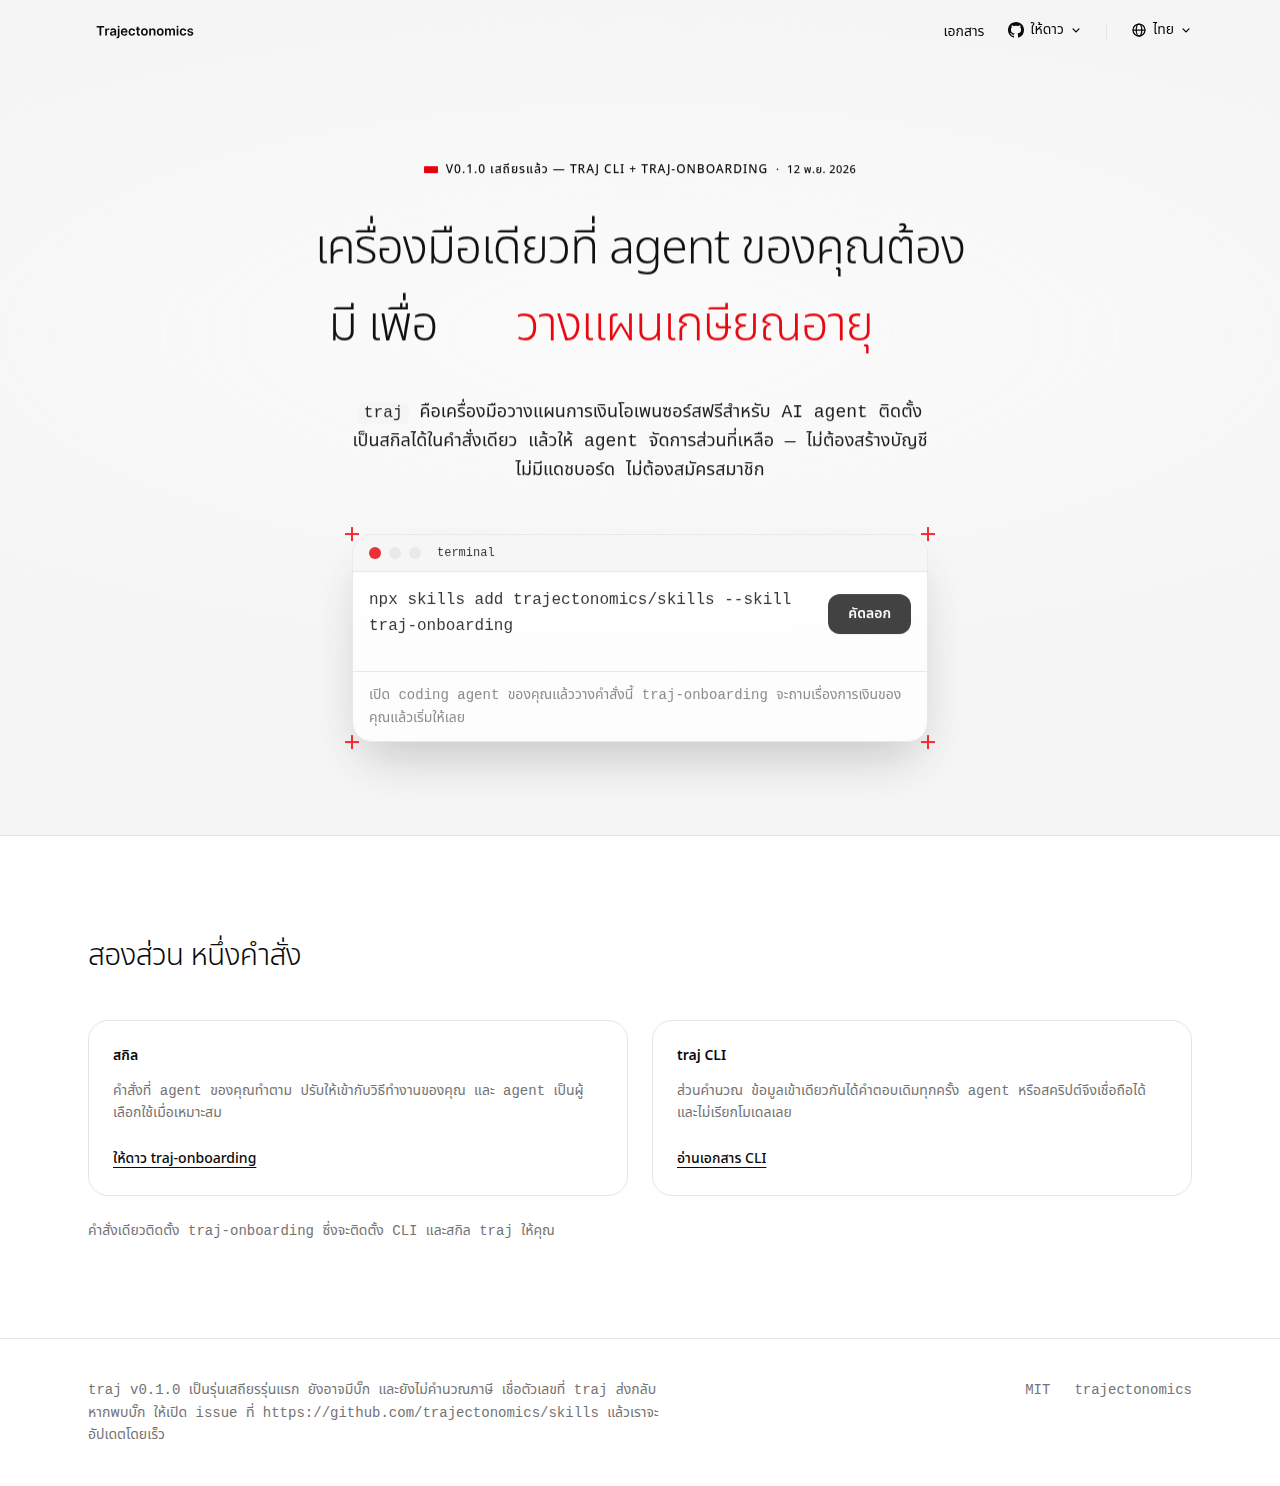 Trajectonomics
เอกสาร ให้ดาว ไทย
V0.1.0 เสถียรแล้ว — TRAJ CLI + TRAJ-ONBOARDING · 12 พ.ย. 2026
เครื่องมือเดียวที่ agent ของคุณต้อง
มี เพื่อ วางแผนเกษียณอายุ
traj คือเครื่องมือวางแผนการเงินโอเพนซอร์สฟรีสำหรับ AI agent ติดตั้ง
เป็นสกิลได้ในคำสั่งเดียว แล้วให้ agent จัดการส่วนที่เหลือ — ไม่ต้องสร้างบัญชี
ไม่มีแดชบอร์ด ไม่ต้องสมัครสมาชิก
terminal
npx skills add trajectonomics/skills --skill
traj-onboarding
คัดลอก
เปิด coding agent ของคุณแล้ววางคำสั่งนี้ traj-onboarding จะถามเรื่องการเงินของ
คุณแล้วเริ่มให้เลย
สองส่วน หนึ่งคำสั่ง
สกิล
คำสั่งที่ agent ของคุณทำตาม ปรับให้เข้ากับวิธีทำงานของคุณ และ agent เป็นผู้
เลือกใช้เมื่อเหมาะสม
ให้ดาว traj-onboarding
traj CLI
ส่วนคำนวณ ข้อมูลเข้าเดียวกันได้คำตอบเดิมทุกครั้ง agent หรือสคริปต์จึงเชื่อถือได้
และไม่เรียกโมเดลเลย
อ่านเอกสาร CLI
คำสั่งเดียวติดตั้ง traj-onboarding ซึ่งจะติดตั้ง CLI และสกิล traj ให้คุณ
traj v0.1.0 เป็นรุ่นเสถียรรุ่นแรก ยังอาจมีบั๊ก และยังไม่คำนวณภาษี เชื่อตัวเลขที่ traj ส่งกลับ
หากพบบั๊ก ให้เปิด issue ที่ https://github.com/trajectonomics/skills แล้วเราจะ
อัปเดตโดยเร็ว
MIT trajectonomics